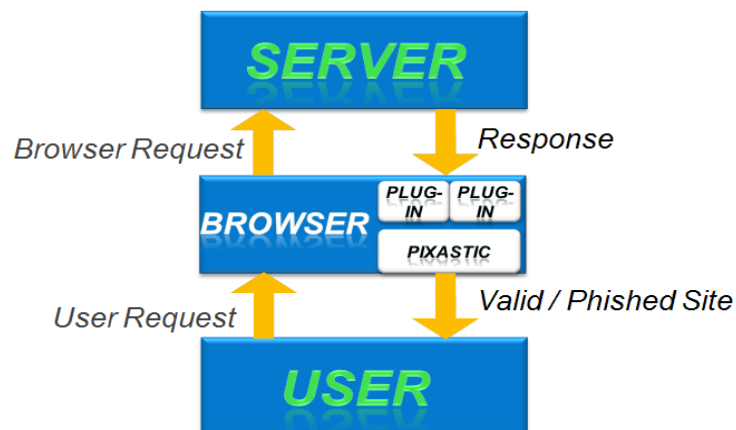 SERVER
Browser Request
Response
BROWSER
PLUG-
IN
PLUG-
IN
PIXASTIC
User Request
Valid / Phished Site
USER